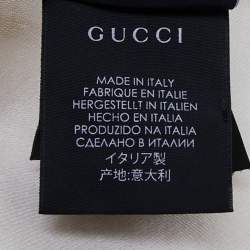 GUCCI
MADE IN ITALY
FABRIQUE EN ITALIE
HERGESTELLT IN ITALIEN
HECHO EN ITALIA
PRODUZIDO NA ITALIA
СДЕЛАНО В ИТАЛИИ
イタリア製
产地:意大利